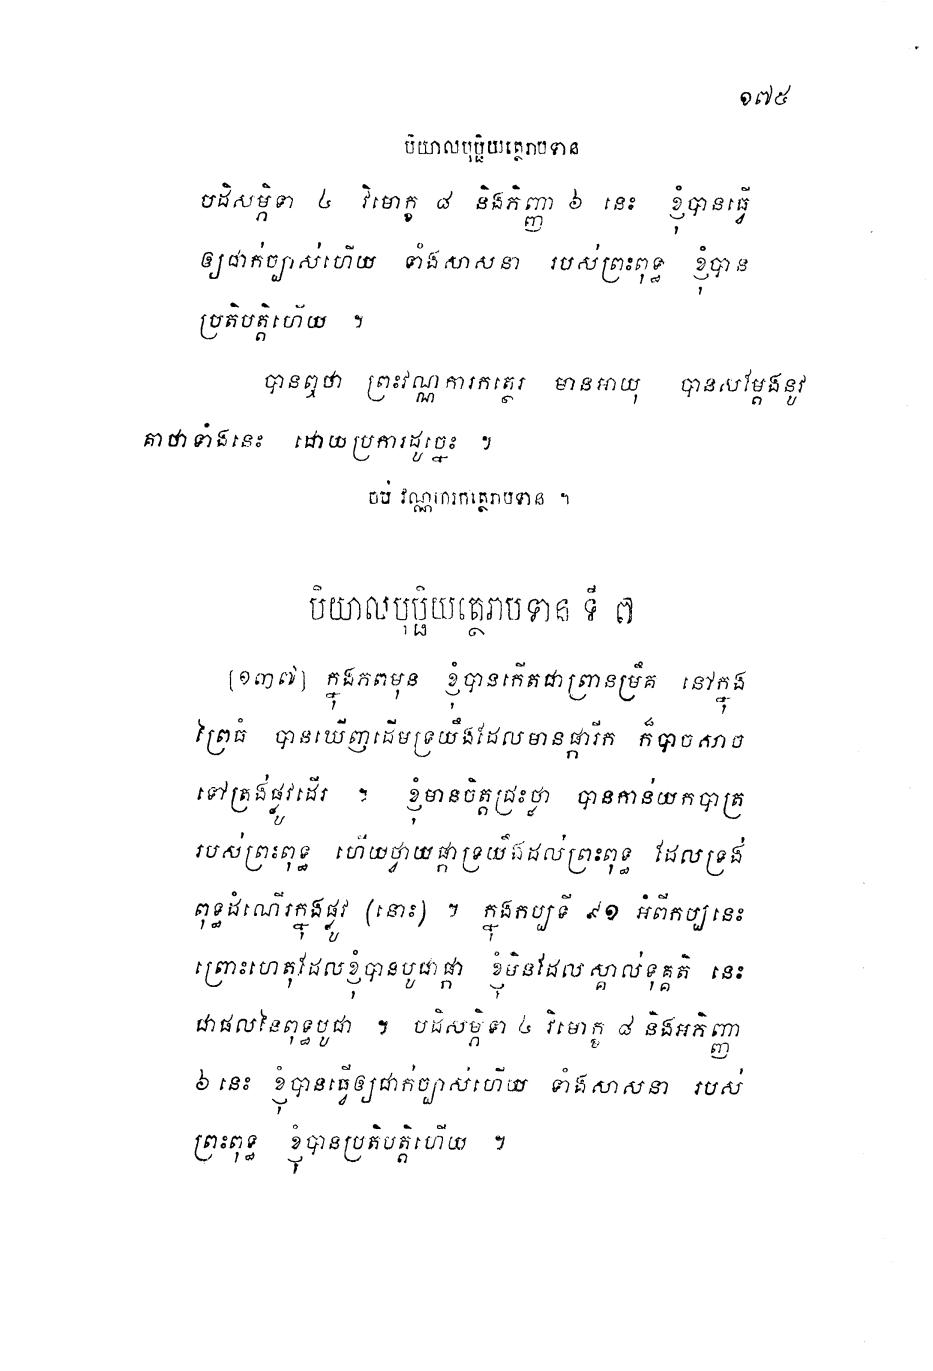 ១៧៥
បិយាលបុប្ផិយត្ថេរាបទាន
បដិសម្ភិទា ៤ វិមោក្ខ ៨ និងភិញ្ញា ៦ នេះ ខ្ញុំបានធ្វើ
ឲ្យជាក់ច្បាស់ហើយ ទាំងសាសនា របស់ព្រះពុទ្ធ ខ្ញុំបាន
ប្រតិបត្តិហើយ ។
បានឮថា ព្រះវណ្ណការកត្ថេរ មានអាយុ បានសម្ដែងនូវ
គាថាទាំងនេះ ដោយប្រការដូច្នេះ ។
ចប់ វណ្ណការកត្ថេរាបទាន ។
បិយាលបុប្ផិយត្ថេរាបទាន ទី ៧
[១៣៧] ក្នុងភពមុន ខ្ញុំបានកើតជាព្រានម្រឹគ នៅក្នុង
ព្រៃធំ បានឃើញដើមទ្រយឹងដែលមានផ្ការីក ក៏បាចសាច
ទៅត្រង់ផ្លូវដើរ ។ ខ្ញុំមានចិត្តជ្រះថ្លា បានកាន់យកបាត្រ
របស់ព្រះពុទ្ធ ហើយថ្វាយផ្កាទ្រយឹងដល់ព្រះពុទ្ធ ដែលទ្រង់
ពុទ្ធដំណើរក្នុងផ្លូវ (នោះ) ។ ក្នុងកប្បទី ៩១ អំពីកប្បនេះ
ព្រោះហេតុដែលខ្ញុំបានបូជាផ្កា ខ្ញុំមិនដែលស្គាល់ទុគ្គតិ នេះ
ជាផលនៃពុទ្ធបូជា ។ បដិសម្ភិទា ៤ វិមោក្ខ ៨ និងអភិញ្ញា
៦ នេះ ខ្ញុំបានធ្វើឲ្យជាក់ច្បាស់ហើយ ទាំងសាសនា របស់
ព្រះពុទ្ធ ខ្ញុំបានប្រតិបត្តិហើយ ។